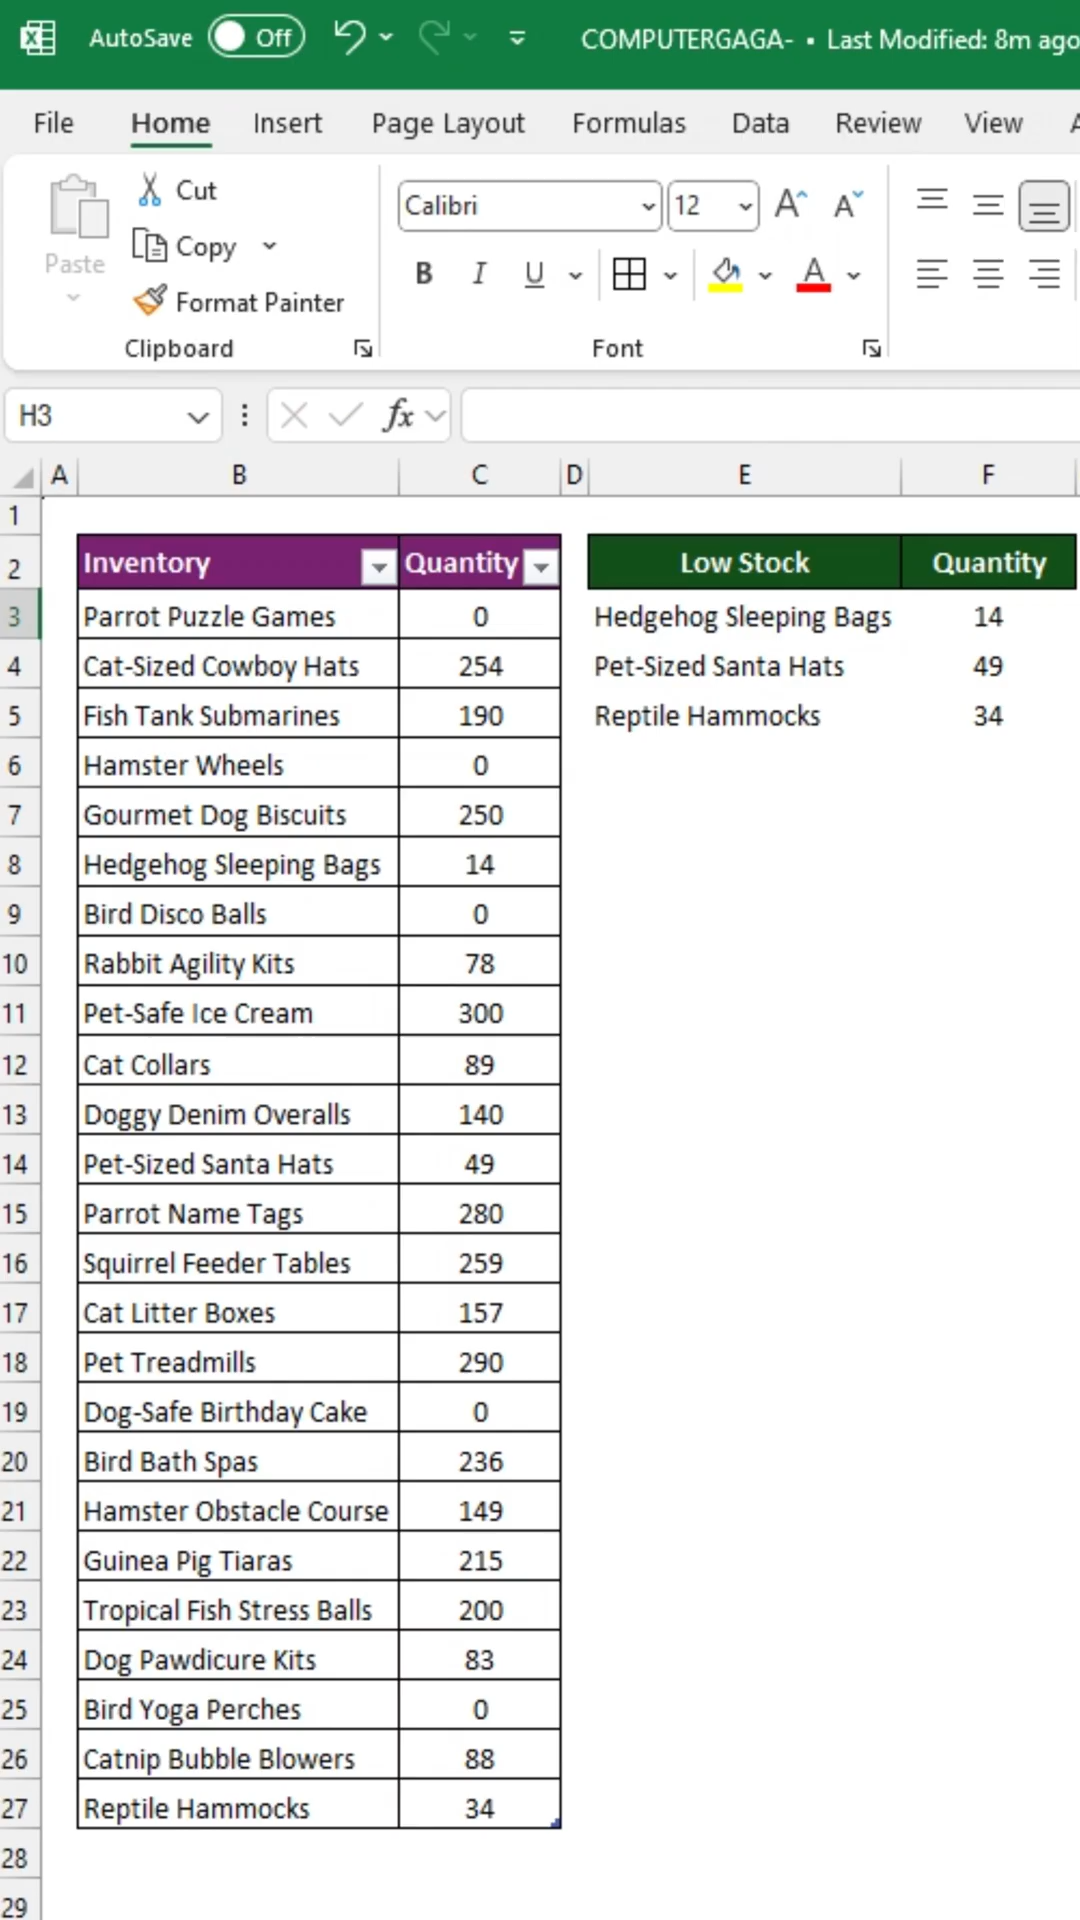 AutoSave Off COMPUTERGAGA- • Last Modified: 8m ago
File Home Insert Page Layout Formulas Data Review View
Paste
Cut
Copy
Format Painter
Clipboard
Calibri 12 A A
B I U A
Font
H3 fx
A B C D E F
1
2 Inventory Quantity Low Stock Quantity
3 Parrot Puzzle Games 0 Hedgehog Sleeping Bags 14
4 Cat-Sized Cowboy Hats 254 Pet-Sized Santa Hats 49
5 Fish Tank Submarines 190 Reptile Hammocks 34
6 Hamster Wheels 0
7 Gourmet Dog Biscuits 250
8 Hedgehog Sleeping Bags 14
9 Bird Disco Balls 0
10 Rabbit Agility Kits 78
11 Pet-Safe Ice Cream 300
12 Cat Collars 89
13 Doggy Denim Overalls 140
14 Pet-Sized Santa Hats 49
15 Parrot Name Tags 280
16 Squirrel Feeder Tables 259
17 Cat Litter Boxes 157
18 Pet Treadmills 290
19 Dog-Safe Birthday Cake 0
20 Bird Bath Spas 236
21 Hamster Obstacle Course 149
22 Guinea Pig Tiaras 215
23 Tropical Fish Stress Balls 200
24 Dog Pawdicure Kits 83
25 Bird Yoga Perches 0
26 Catnip Bubble Blowers 88
27 Reptile Hammocks 34
28
29